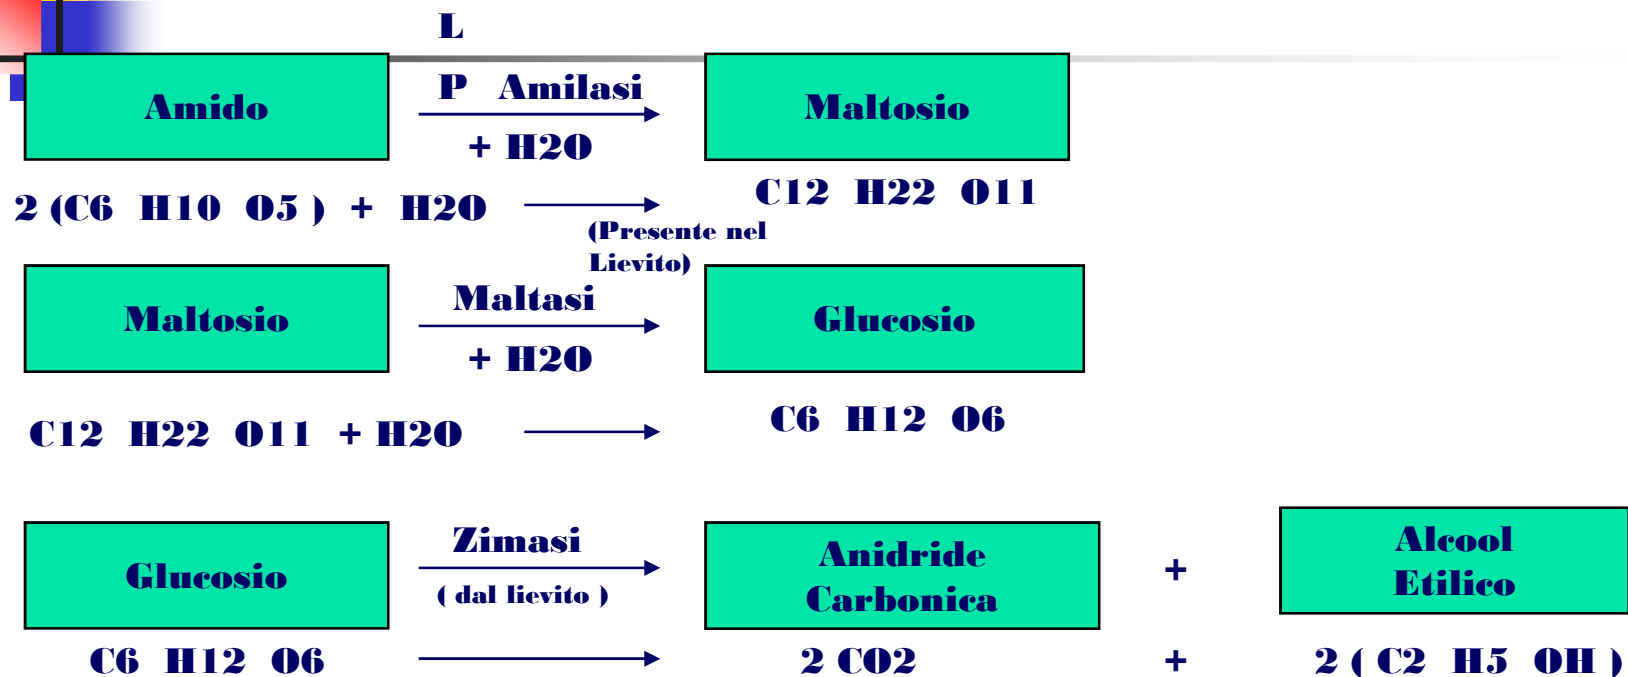 L
Amido
P Amilasi
+ H2O
Maltosio
2 (C6 H10 O5 ) + H2O
C12 H22 O11
(Presente nel
Lievito)
Maltosio
Maltasi
+ H2O
Glucosio
C12 H22 O11 + H2O
C6 H12 O6
Glucosio
Zimasi
( dal lievito )
Anidride
Carbonica
+
Alcool
Etilico
C6 H12 O6
2 CO2
+
2 ( C2 H5 OH )